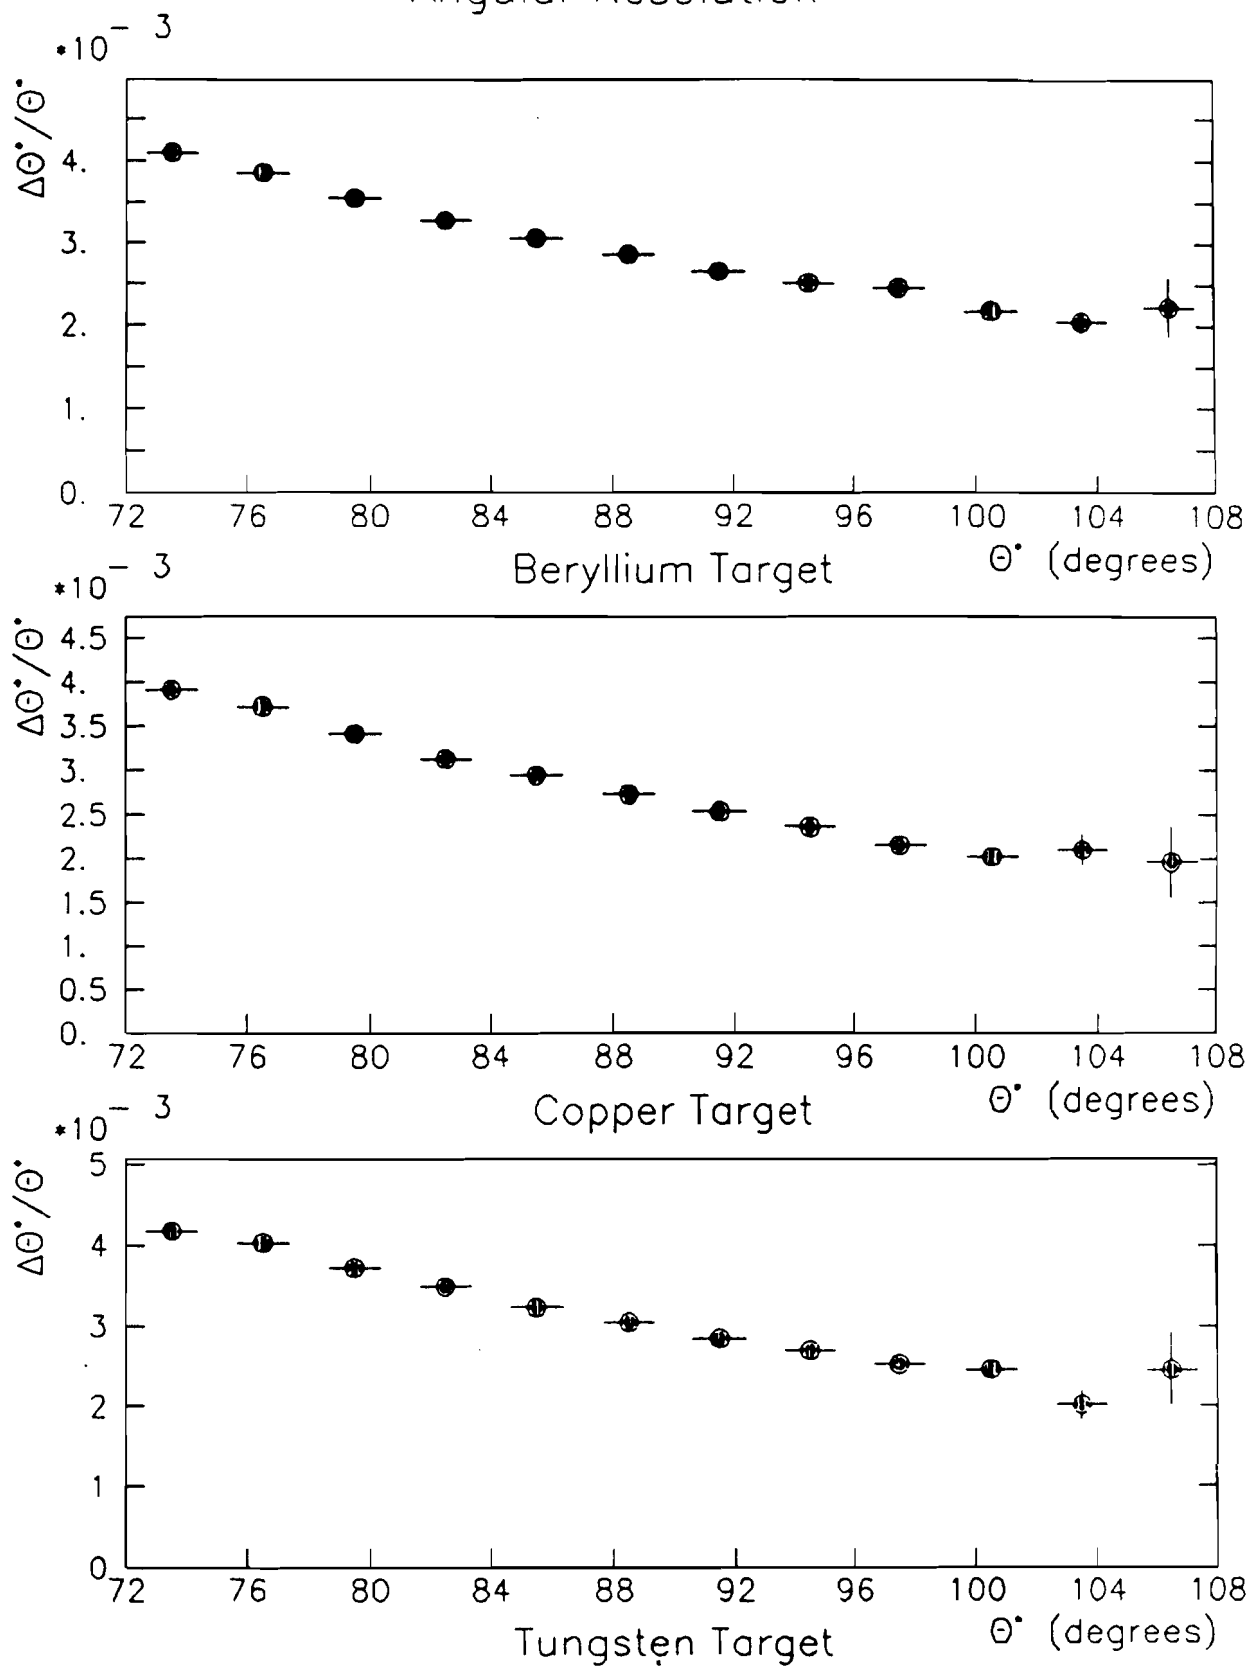 Angular Resolution
*10^-3
ΔΘ*/Θ*
4.
3.
2.
1.
0.
72 76 80 84 88 92 96 100 104 108
Beryllium Target Θ* (degrees)
*10^-3
ΔΘ*/Θ*
4.5
4.
3.5
3.
2.5
2.
1.5
1.
0.5
0.
72 76 80 84 88 92 96 100 104 108
Copper Target Θ* (degrees)
*10^-3
ΔΘ*/Θ*
5
4
3
2
1
0
72 76 80 84 88 92 96 100 104 108
Tungsten Target Θ* (degrees)